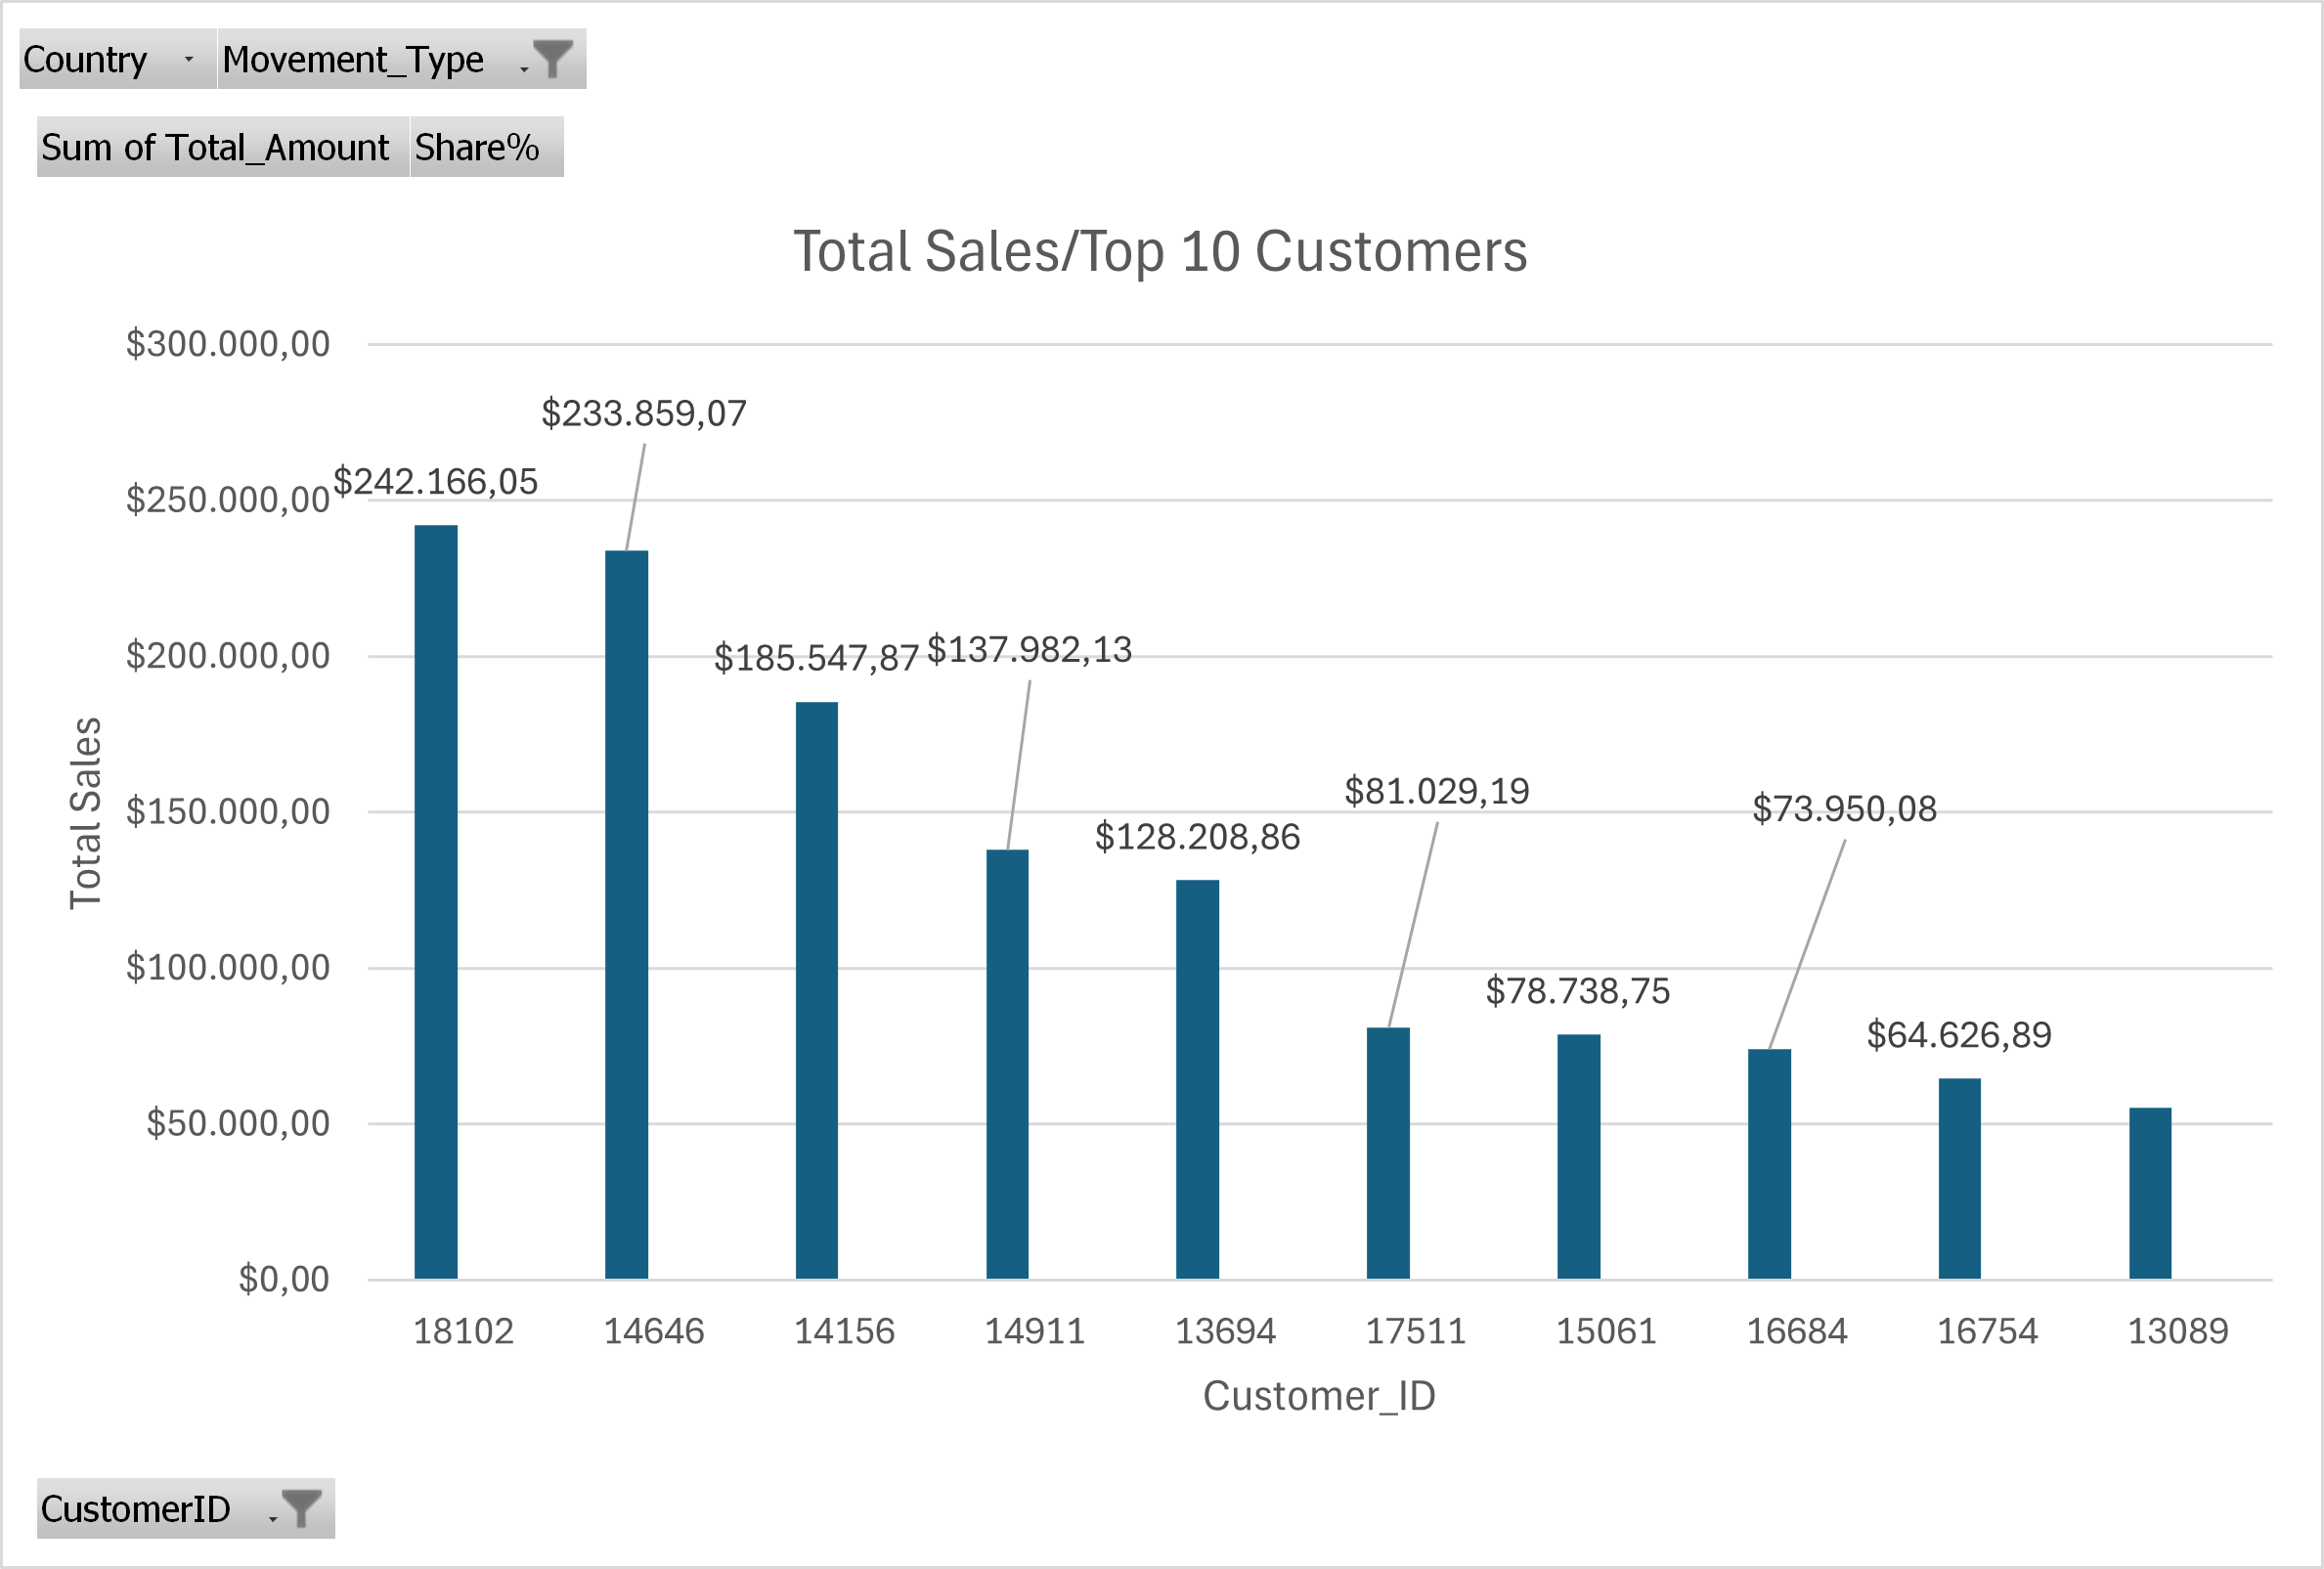 Country Movement_Type
Sum of Total_Amount Share%
Total Sales/Top 10 Customers
$300.000,00
$233.859,07
$242.166,05
$250.000,00
$200.000,00
$185.547,87
$137.982,13
$81.029,19
$73.950,08
$150.000,00
$128.208,86
Total Sales
$100.000,00
$78.738,75
$64.626,89
$50.000,00
$0,00
18102 14646 14156 14911 13694 17511 15061 16684 16754 13089
Customer_ID
CustomerID